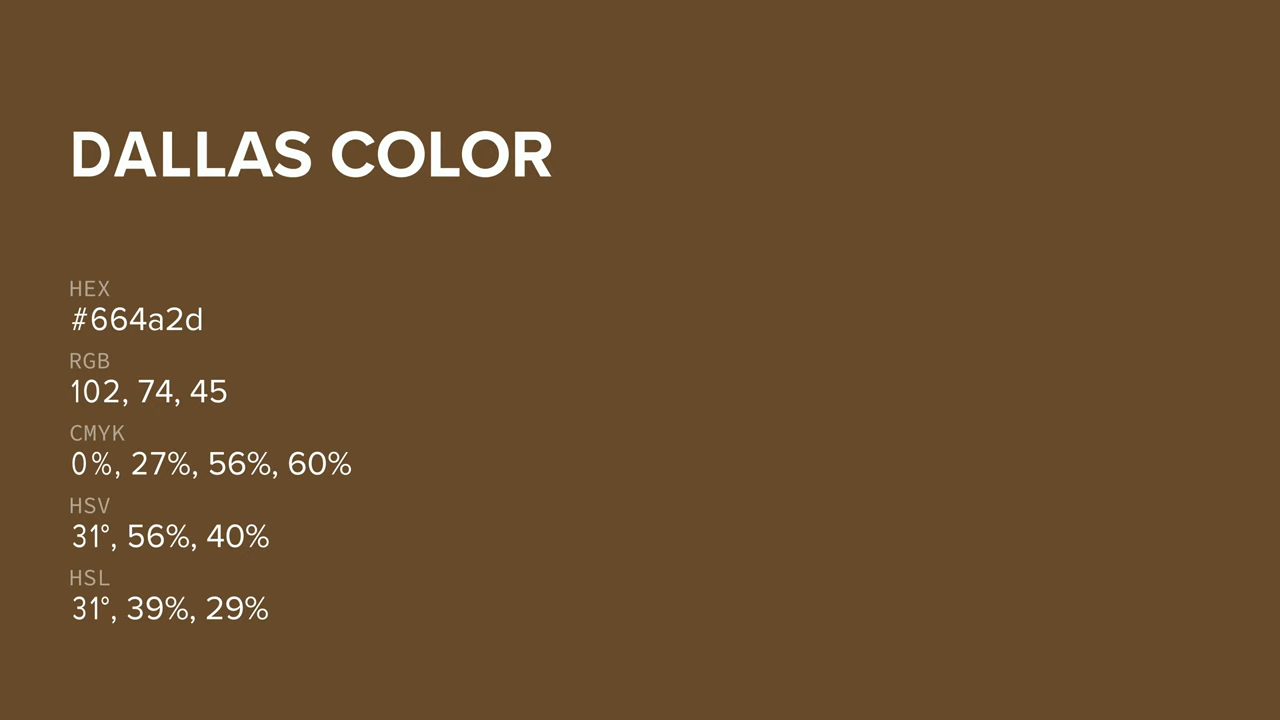 DALLAS COLOR
HEX
#664a2d
RGB
102, 74, 45
CMYK
0%, 27%, 56%, 60%
HSV
31°, 56%, 40%
HSL
31°, 39%, 29%